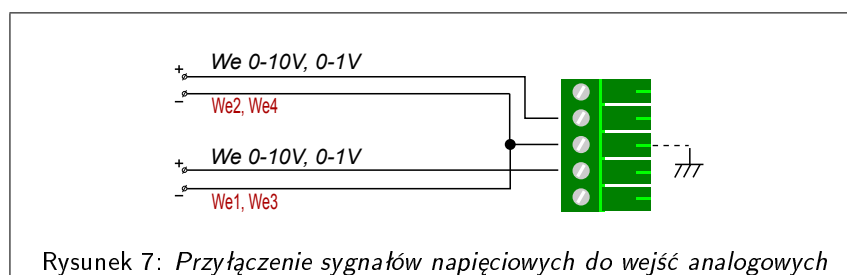 + We 0-10V, 0-1V
− We2, We4
+ We 0-10V, 0-1V
− We1, We3
Rysunek 7: Przyłączenie sygnałów napięciowych do wejść analogowych